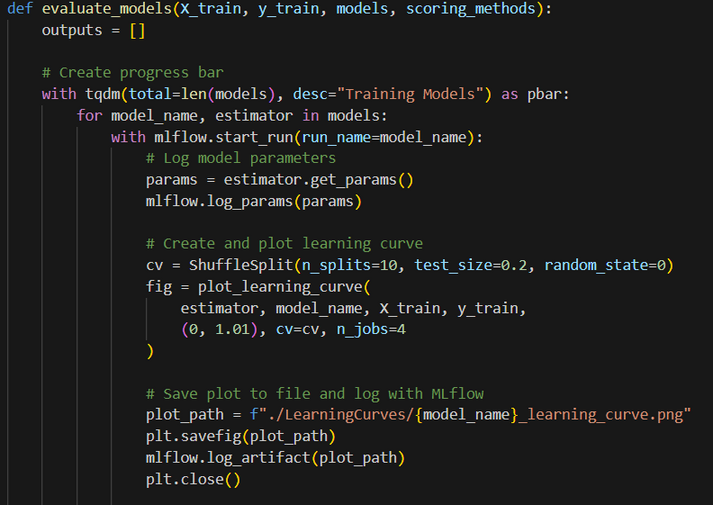 def evaluate_models(X_train, y_train, models, scoring_methods):
    outputs = []

    # Create progress bar
    with tqdm(total=len(models), desc="Training Models") as pbar:
        for model_name, estimator in models:
            with mlflow.start_run(run_name=model_name):
                # Log model parameters
                params = estimator.get_params()
                mlflow.log_params(params)

                # Create and plot learning curve
                cv = ShuffleSplit(n_splits=10, test_size=0.2, random_state=0)
                fig = plot_learning_curve(
                    estimator, model_name, X_train, y_train,
                    (0, 1.01), cv=cv, n_jobs=4
                )

                # Save plot to file and log with MLflow
                plot_path = f"./LearningCurves/{model_name}_learning_curve.png"
                plt.savefig(plot_path)
                mlflow.log_artifact(plot_path)
                plt.close()